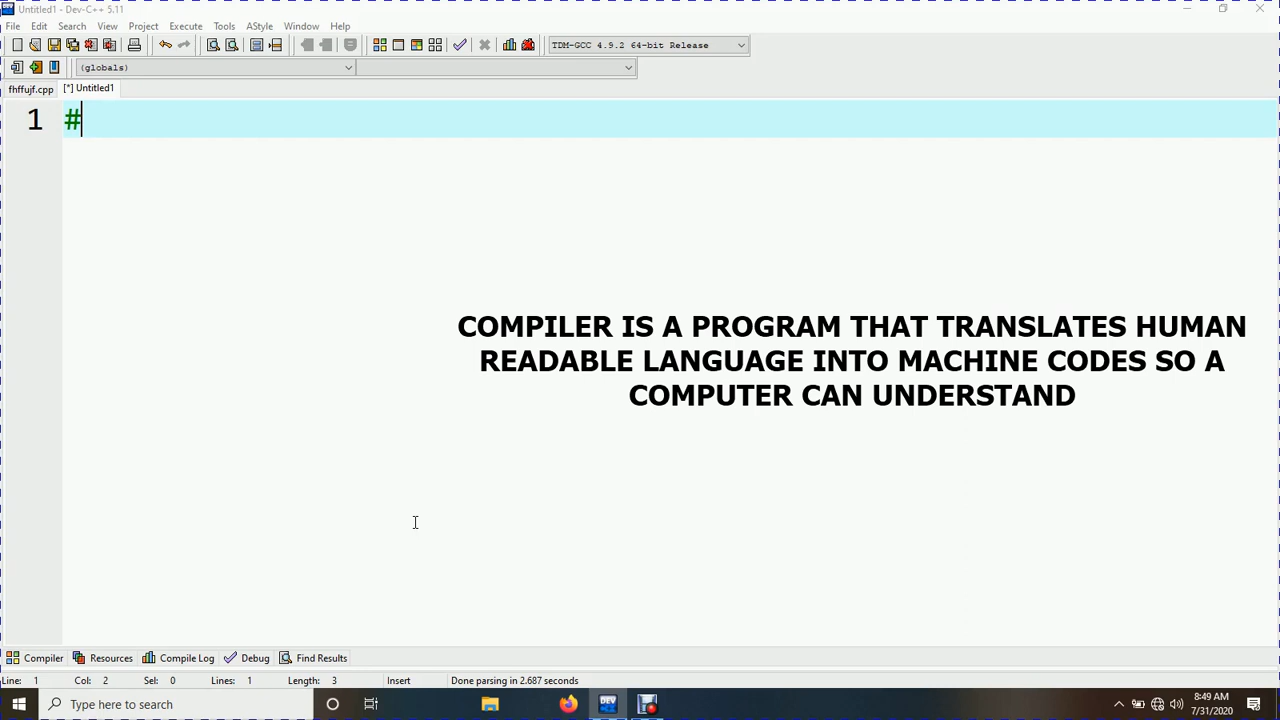 Untitled1 - Dev-C++ 5.11
File Edit Search View Project Execute Tools AStyle Window Help
TDM-GCC 4.9.2 64-bit Release
(globals)
fhffujf.cpp [*] Untitled1
1 #
COMPILER IS A PROGRAM THAT TRANSLATES HUMAN
READABLE LANGUAGE INTO MACHINE CODES SO A
COMPUTER CAN UNDERSTAND
Compiler Resources Compile Log Debug Find Results
Line: 1 Col: 2 Sel: 0 Lines: 1 Length: 3 Insert Done parsing in 2.687 seconds
Type here to search
DEV
8:49 AM
7/31/2020